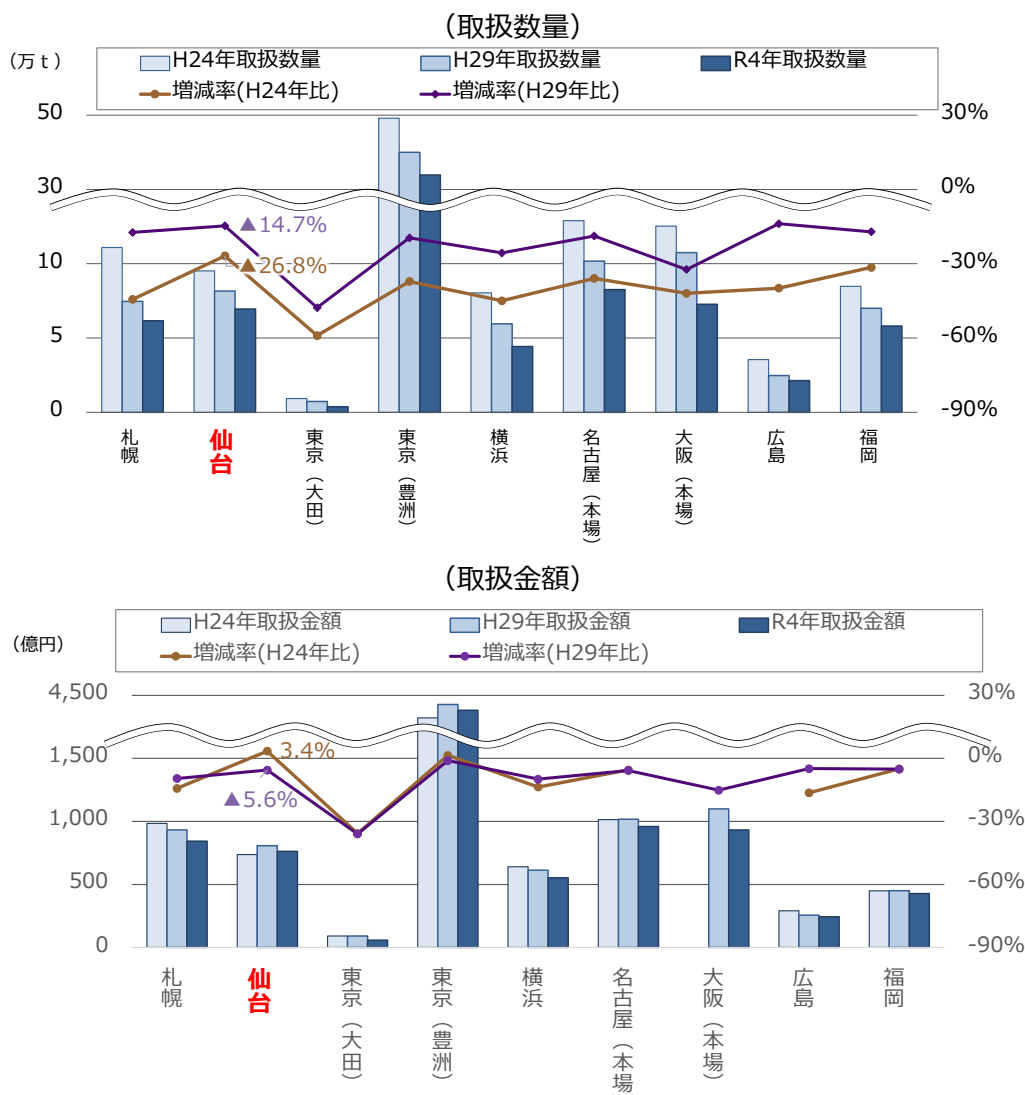 （取扱数量）
（万ｔ）
H24年取扱数量 H29年取扱数量 R4年取扱数量
増減率(H24年比) 増減率(H29年比)
50 30%
30 0%
▲14.7%
10 ▲26.8% -30%
5 -60%
0 -90%
札幌 仙台 東京（大田） 東京（豊洲） 横浜 名古屋（本場） 大阪（本場） 広島 福岡
（取扱金額）
（億円）
H24年取扱金額 H29年取扱金額 R4年取扱金額
増減率(H24年比) 増減率(H29年比)
4,500 30%
3.4%
1,500 0%
▲5.6%
1,000 -30%
500 -60%
0 -90%
札幌 仙台 東京（大田） 東京（豊洲） 横浜 名古屋（本場 大阪（本場） 広島 福岡